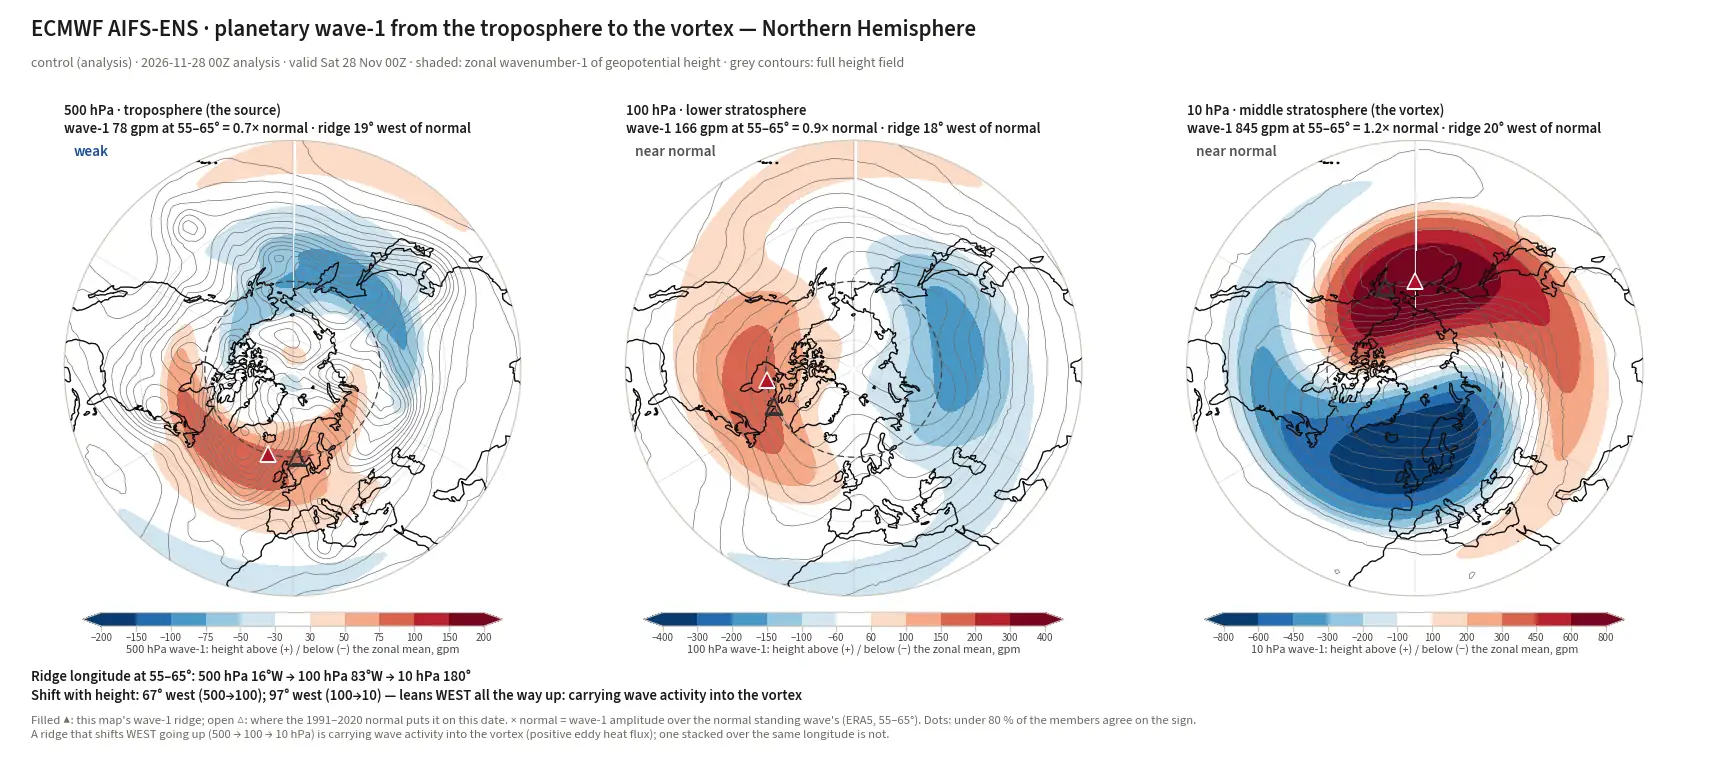 ECMWF AIFS-ENS · planetary wave-1 from the troposphere to the vortex — Northern Hemisphere
control (analysis) · 2026-11-28 00Z analysis · valid Sat 28 Nov 00Z · shaded: zonal wavenumber-1 of geopotential height · grey contours: full height field
500 hPa · troposphere (the source)
wave-1 78 gpm at 55–65° = 0.7× normal · ridge 19° west of normal
weak
100 hPa · lower stratosphere
wave-1 166 gpm at 55–65° = 0.9× normal · ridge 18° west of normal
near normal
10 hPa · middle stratosphere (the vortex)
wave-1 845 gpm at 55–65° = 1.2× normal · ridge 20° west of normal
near normal
−200 −150 −100 −75 −50 −30 30 50 75 100 150 200
500 hPa wave-1: height above (+) / below (−) the zonal mean, gpm
−400 −300 −200 −150 −100 −60 60 100 150 200 300 400
100 hPa wave-1: height above (+) / below (−) the zonal mean, gpm
−800 −600 −450 −300 −200 −100 100 200 300 450 600 800
10 hPa wave-1: height above (+) / below (−) the zonal mean, gpm
Ridge longitude at 55–65°: 500 hPa 16°W → 100 hPa 83°W → 10 hPa 180°
Shift with height: 67° west (500→100); 97° west (100→10) — leans WEST all the way up: carrying wave activity into the vortex
Filled ▲: this map's wave-1 ridge; open △: where the 1991–2020 normal puts it on this date. × normal = wave-1 amplitude over the normal standing wave's (ERA5, 55–65°). Dots: under 80 % of the members agree on the sign.
A ridge that shifts WEST going up (500 → 100 → 10 hPa) is carrying wave activity into the vortex (positive eddy heat flux); one stacked over the same longitude is not.